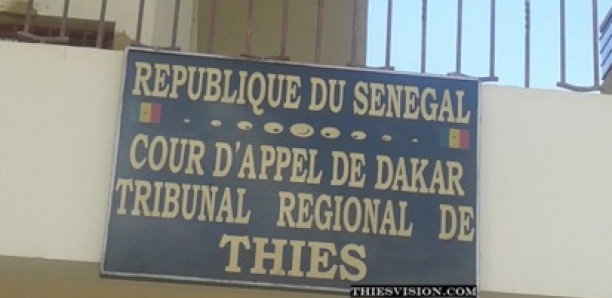 REPUBLIQUE DU SENEGAL
COUR D'APPEL DE DAKAR
TRIBUNAL REGIONAL DE
THIES
THIESVISION.COM